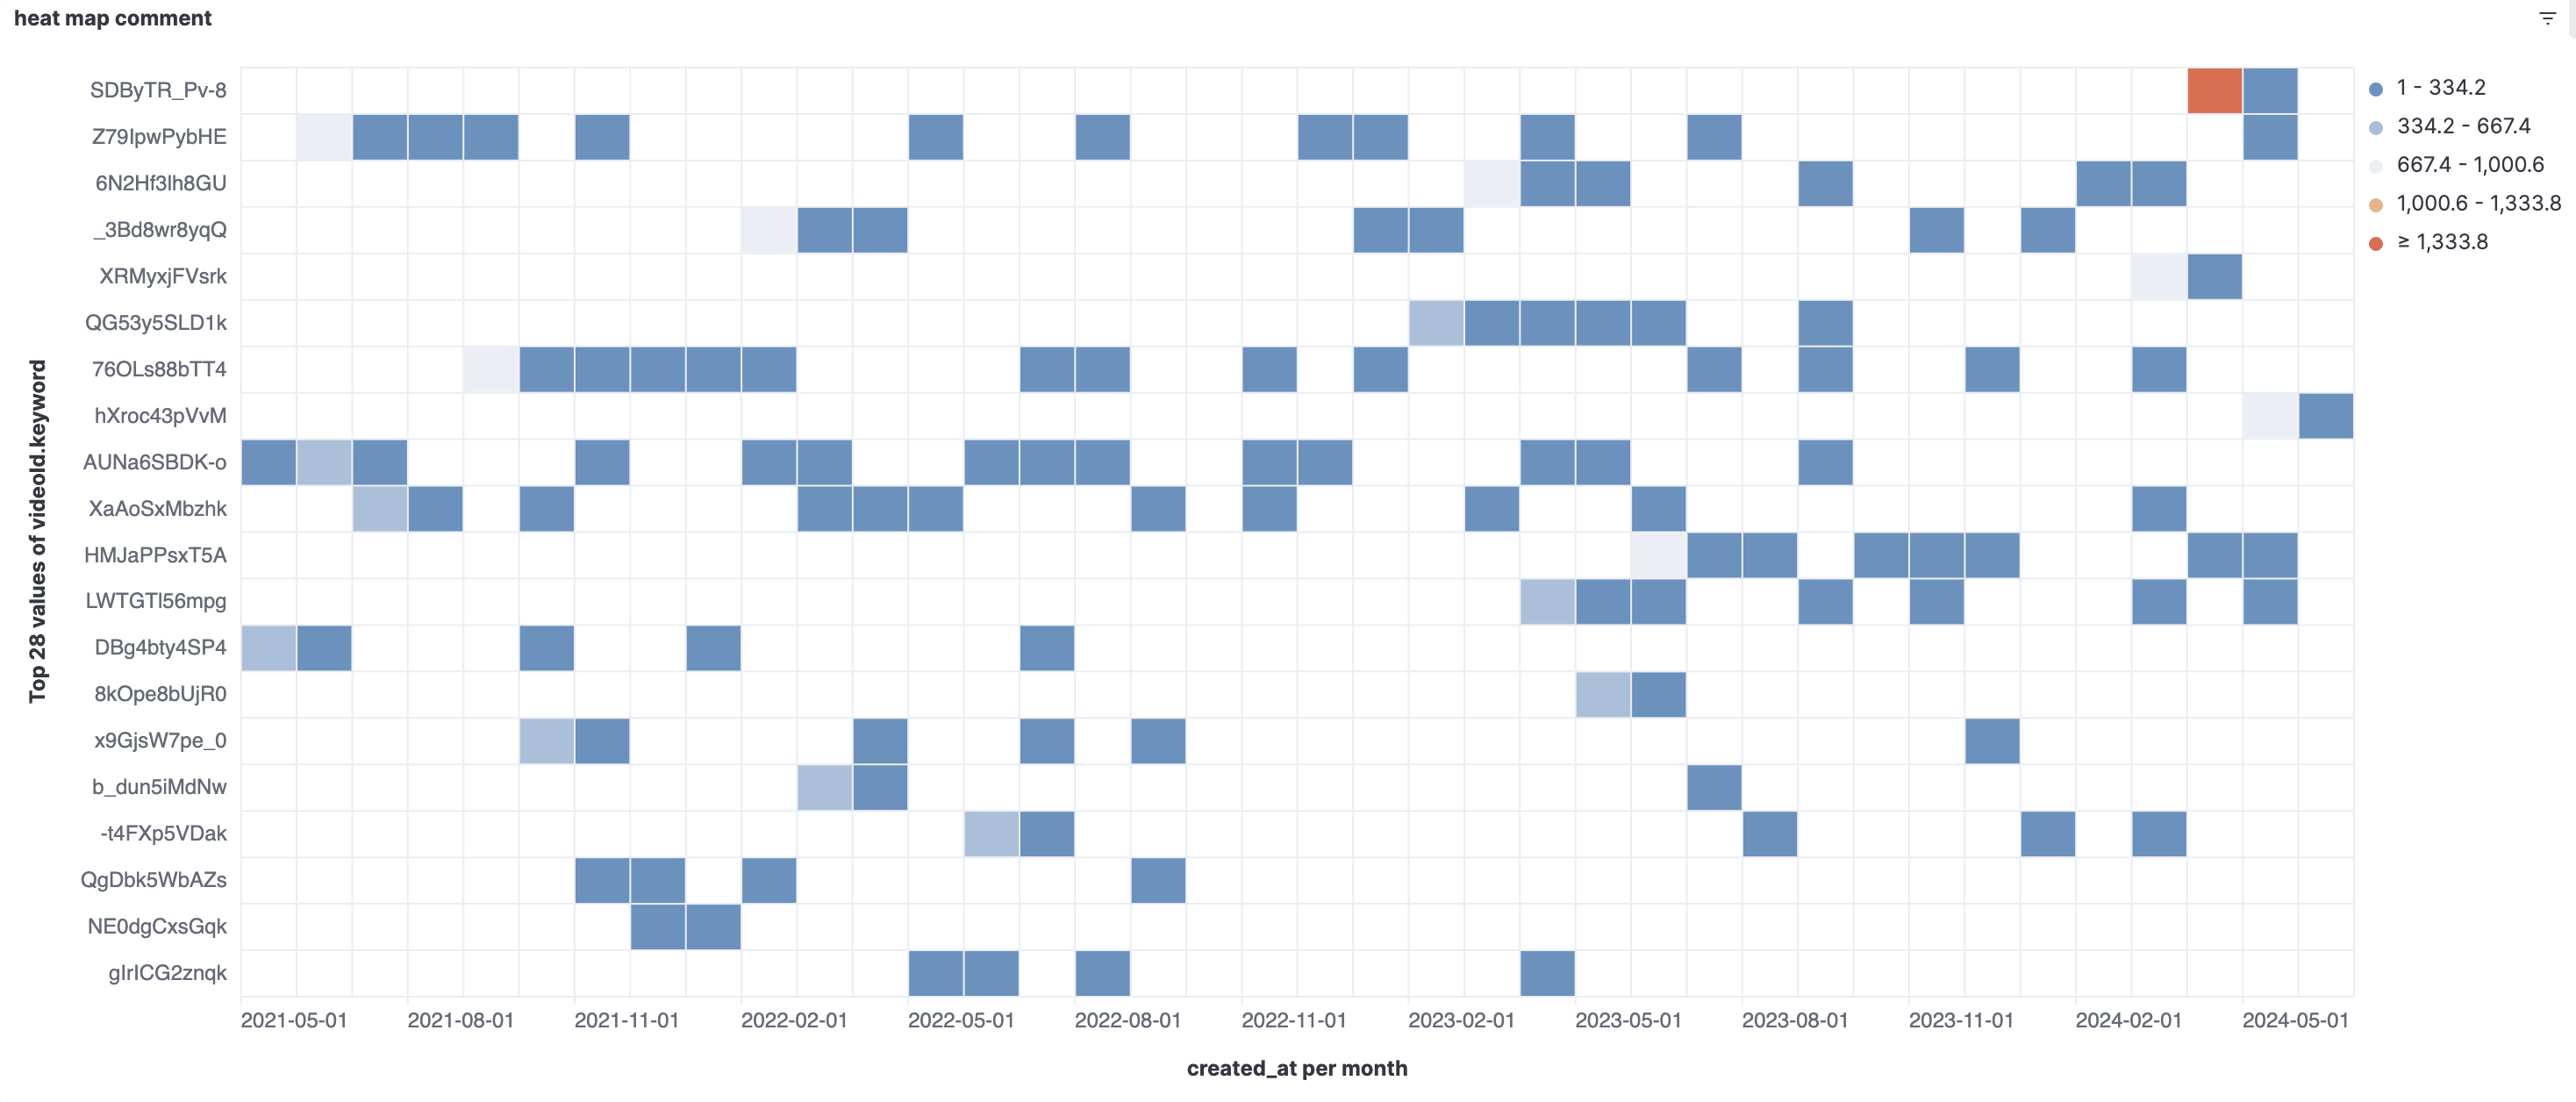 heat map comment
SDByTR_Pv-8
Z79IpwPybHE
6N2Hf3lh8GU
_3Bd8wr8yqQ
XRMyxjFVsrk
QG53y5SLD1k
76OLs88bTT4
hXroc43pVvM
AUNa6SBDK-o
XaAoSxMbzhk
HMJaPPsxT5A
LWTGTl56mpg
DBg4bty4SP4
8kOpe8bUjR0
x9GjsW7pe_0
b_dun5iMdNw
-t4FXp5VDak
QgDbk5WbAZs
NE0dgCxsGqk
gIrICG2znqk
Top 28 values of videoId.keyword
2021-05-01 2021-08-01 2021-11-01 2022-02-01 2022-05-01 2022-08-01 2022-11-01 2023-02-01 2023-05-01 2023-08-01 2023-11-01 2024-02-01 2024-05-01
created_at per month
1 - 334.2
334.2 - 667.4
667.4 - 1,000.6
1,000.6 - 1,333.8
≥ 1,333.8